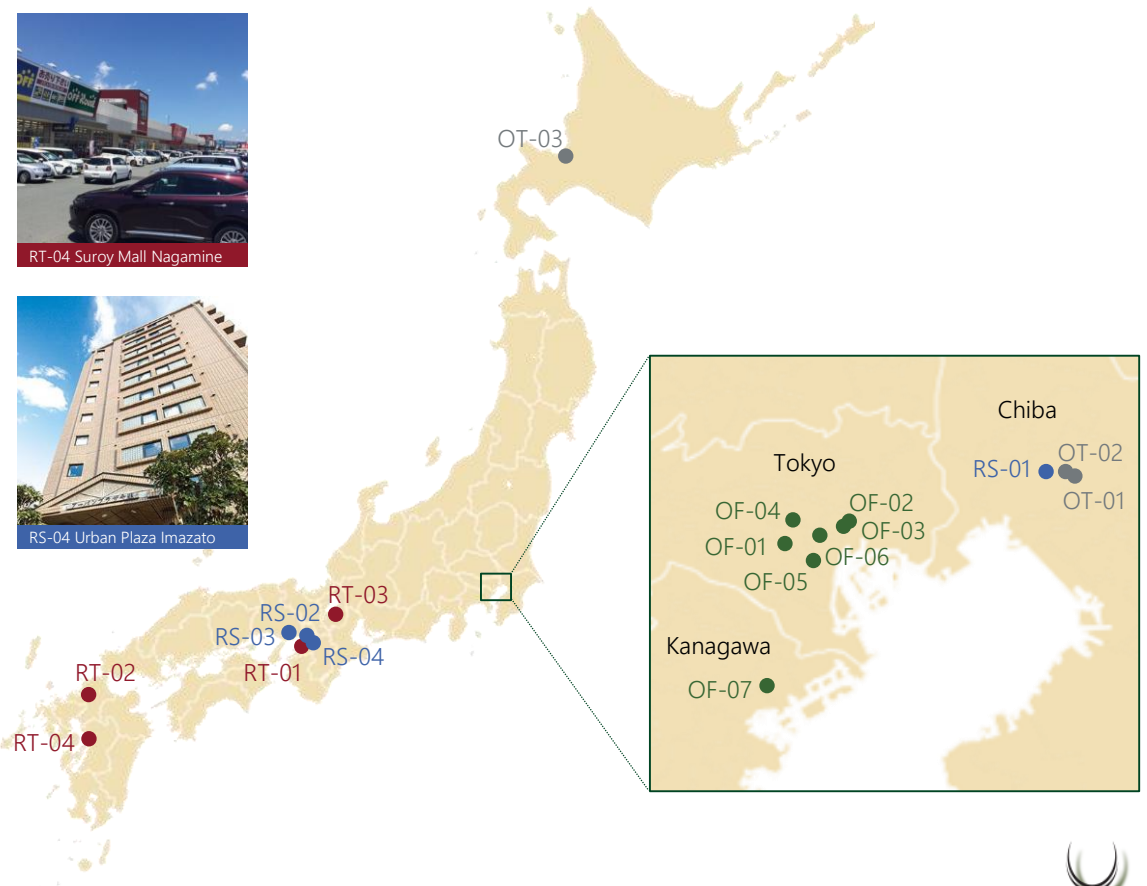 OT-03
RT-04 Suroy Mall Nagamine
RS-04 Urban Plaza Imazato
Chiba
OT-02
RS-01
OT-01
Tokyo
OF-04
OF-02
OF-03
OF-01
OF-06
OF-05
Kanagawa
OF-07
RT-03
RS-02
RS-03
RS-04
RT-01
RT-02
RT-04